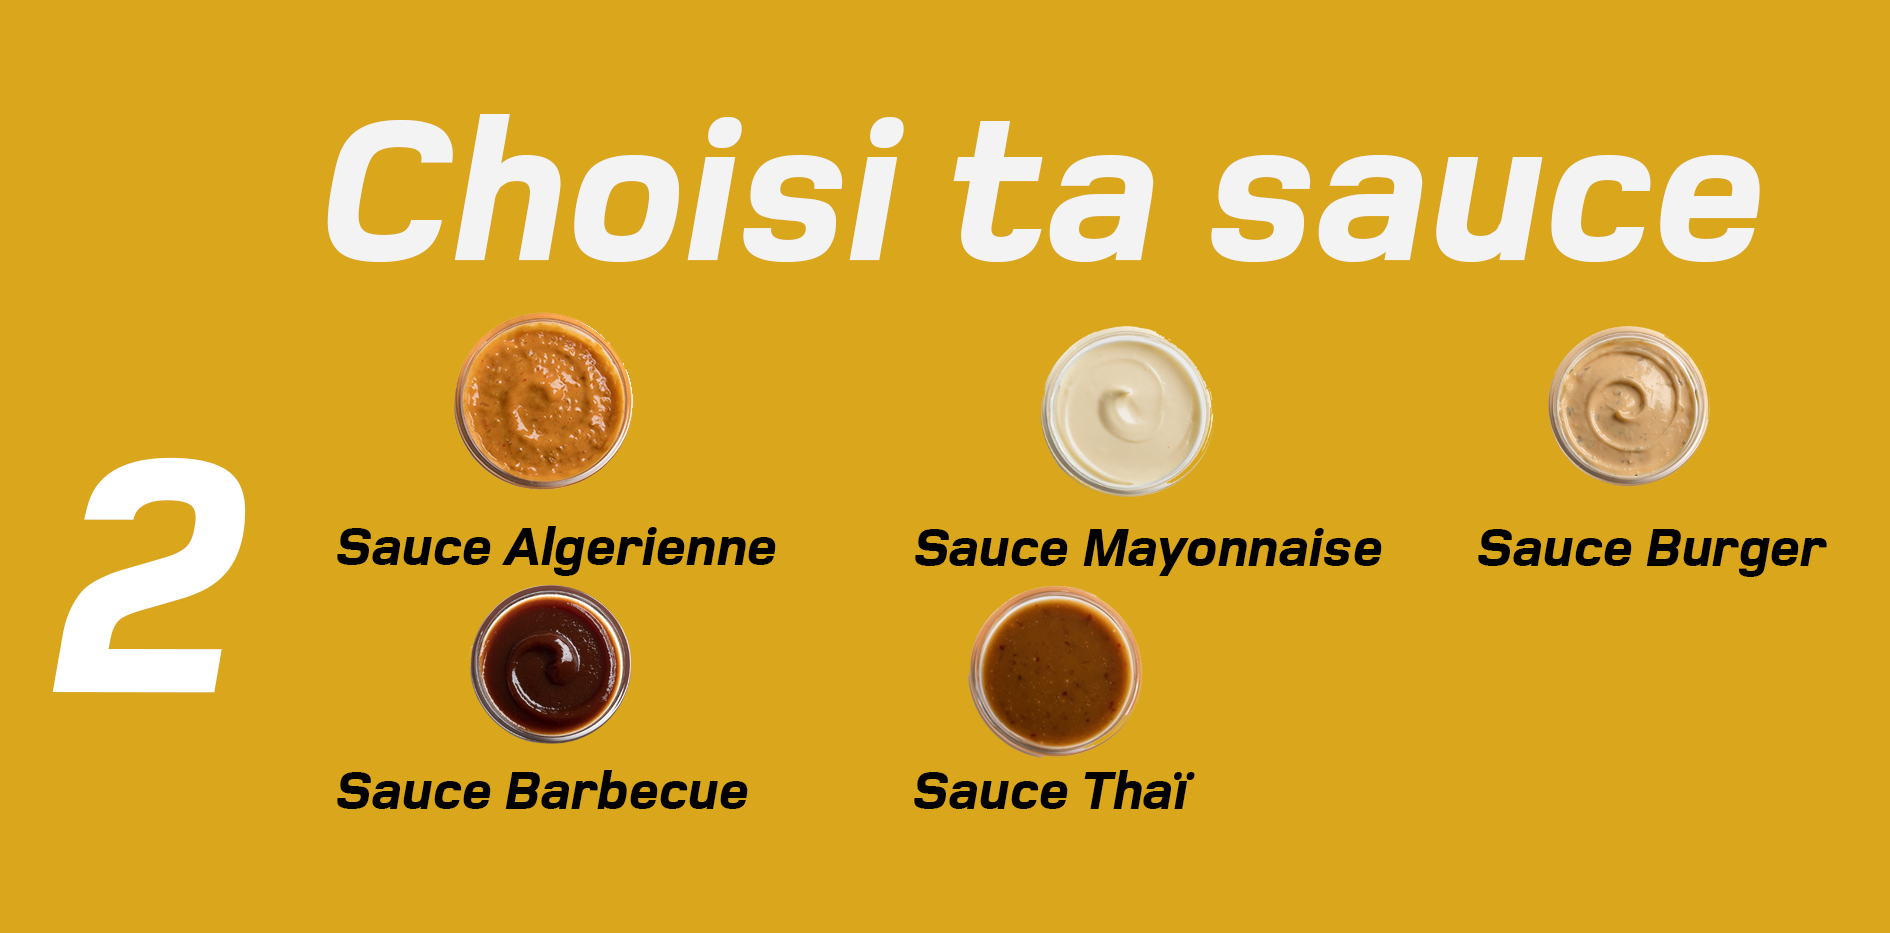 Choisi ta sauce
2
Sauce Algerienne
Sauce Mayonnaise
Sauce Burger
Sauce Barbecue
Sauce Thaï